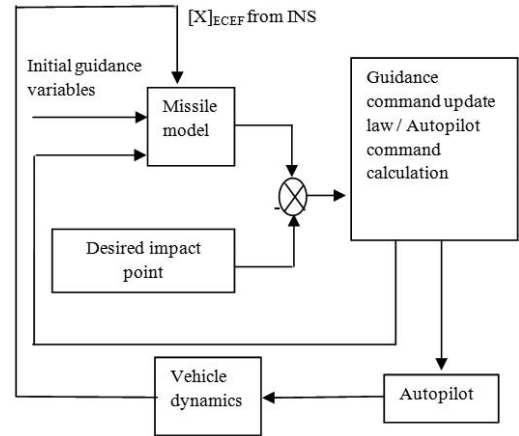 [X]ECEF from INS
Initial guidance
variables
Missile
model
Guidance
command update
law / Autopilot
command
calculation
-
Desired impact
point
Vehicle
dynamics
Autopilot